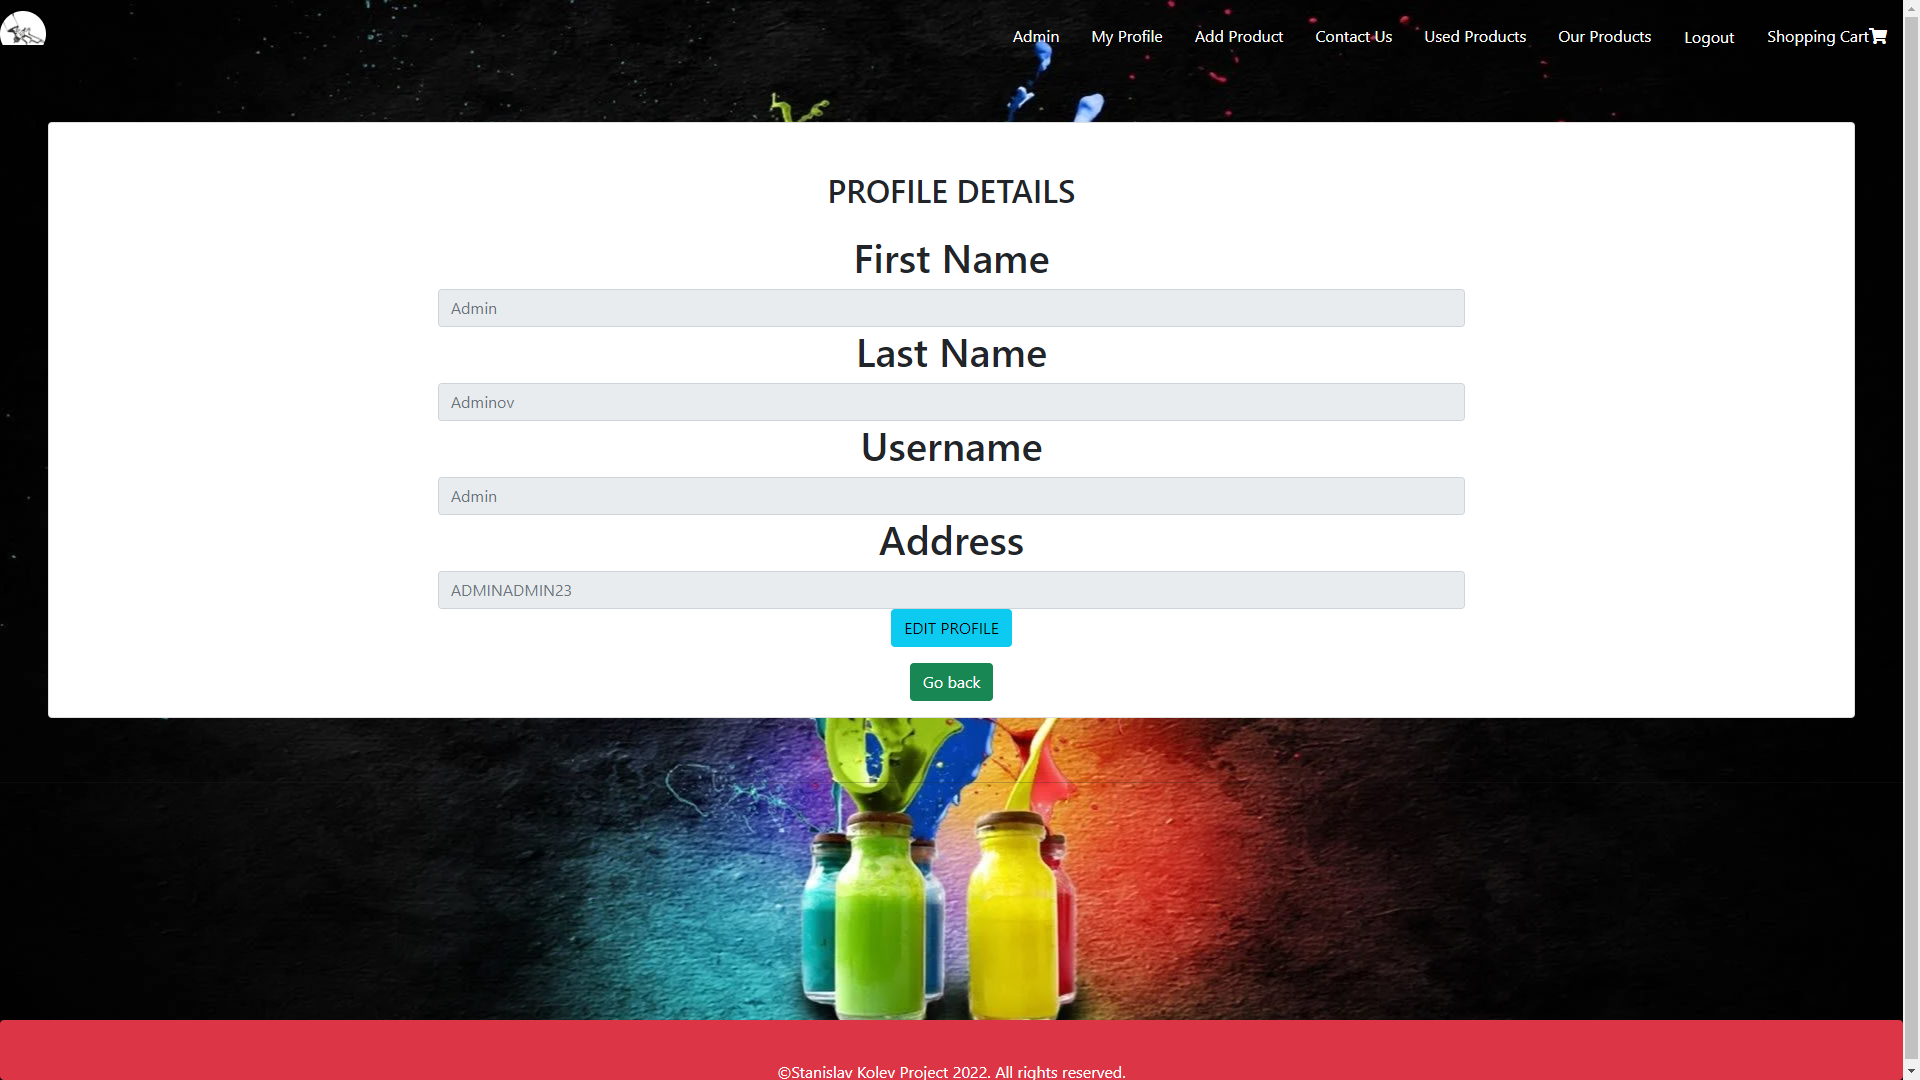 Admin My Profile Add Product Contact Us Used Products Our Products Logout Shopping Cart
PROFILE DETAILS
First Name
Admin
Last Name
Adminov
Username
Admin
Address
ADMINADMIN23
EDIT PROFILE
Go back
©Stanislav Kolev Project 2022. All rights reserved.